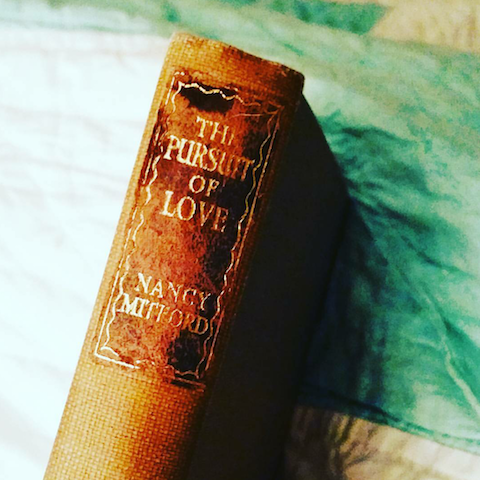 THE
PURSUIT
OF
LOVE
NANCY
MITFORD